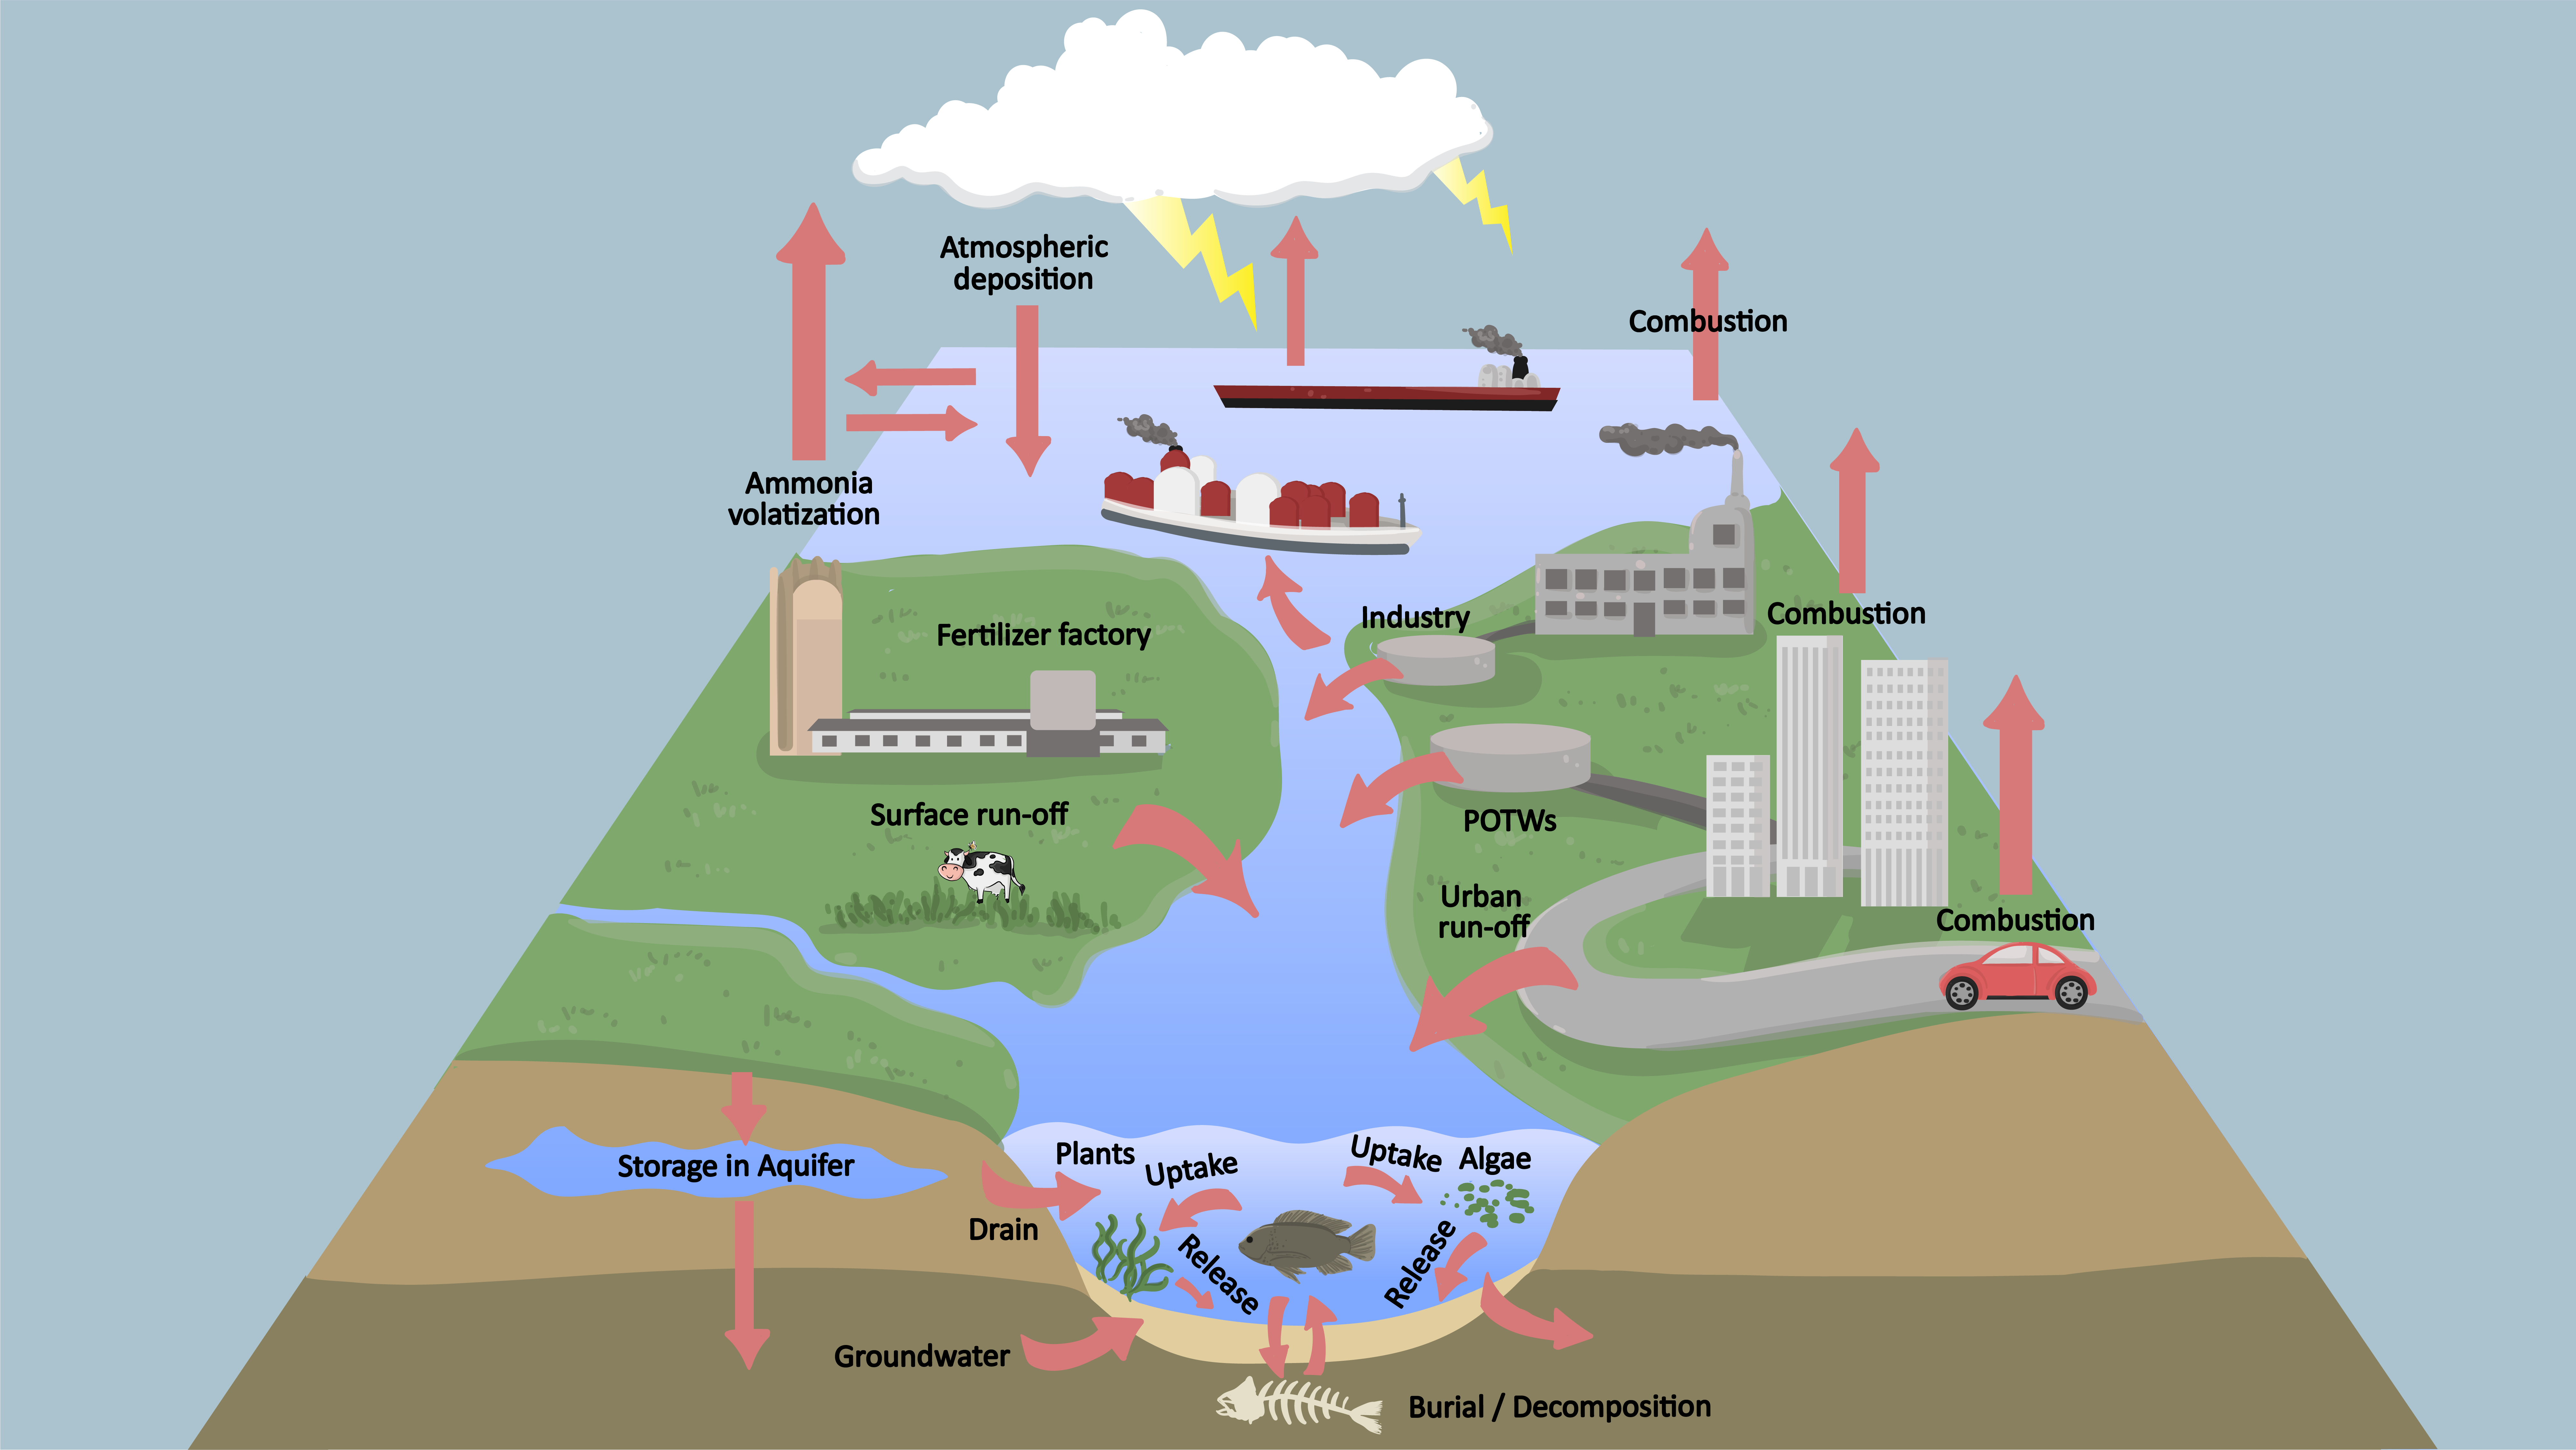 Atmospheric
deposition
Combustion
Ammonia
volatization
Industry
Combustion
Fertilizer factory
Surface run-off
POTWs
Urban
run-off
Combustion
Storage in Aquifer
Plants
Uptake
Uptake
Algae
Drain
Release
Release
Groundwater
Burial / Decomposition